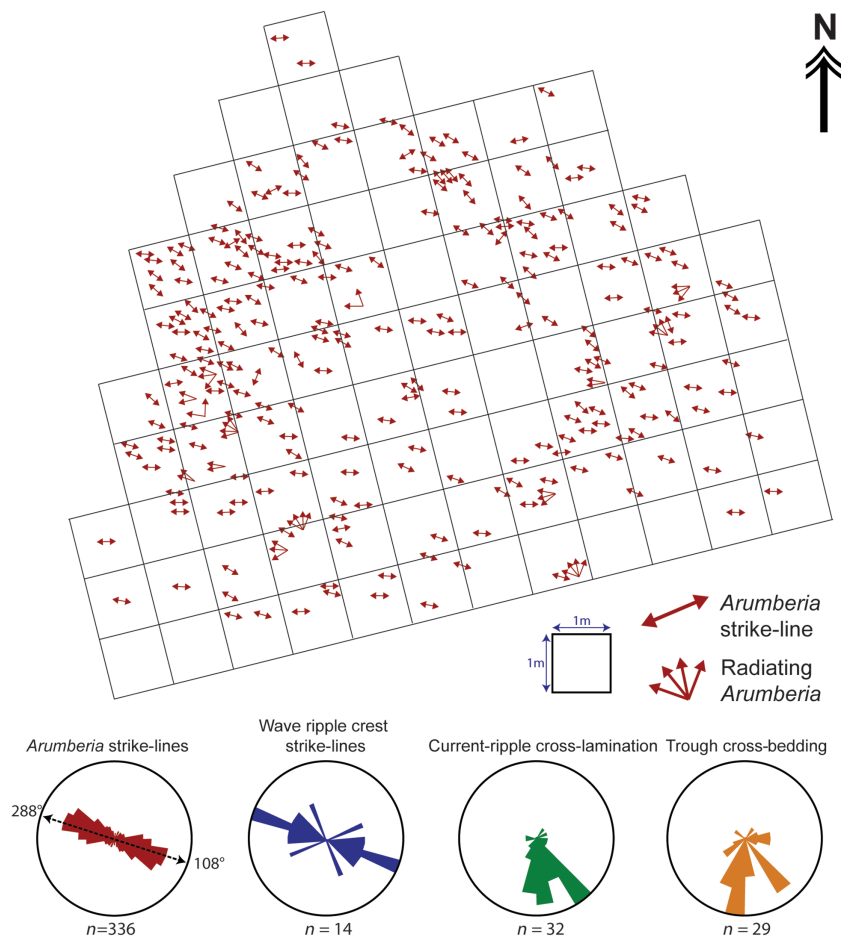 N
1m
1m
Arumberia
strike-line
Radiating
Arumberia
Arumberia strike-lines
Wave ripple crest
strike-lines
Current-ripple cross-lamination
Trough cross-bedding
288°
108°
n=336
n = 14
n = 32
n = 29